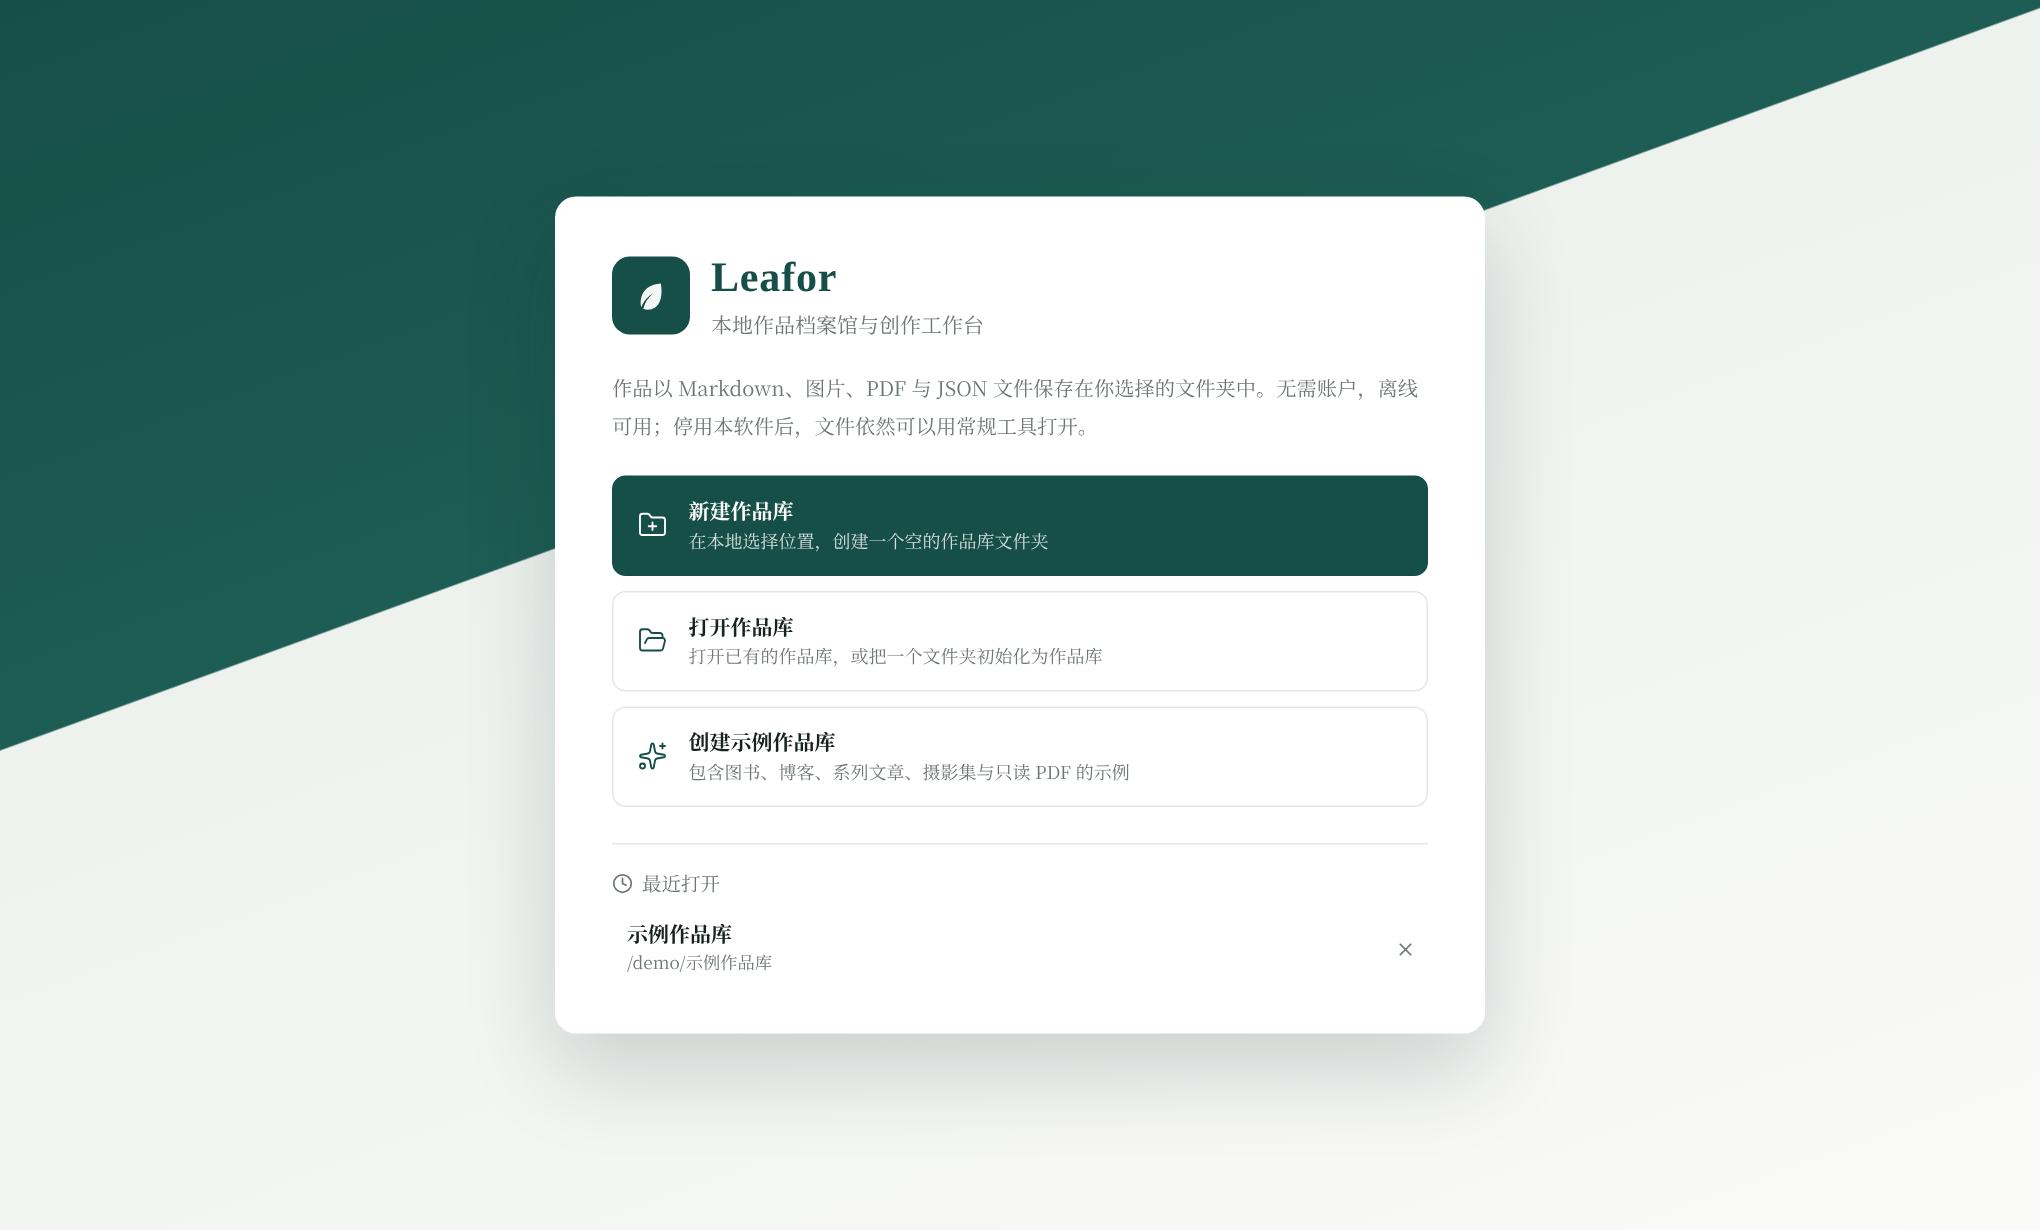 Leafor
本地作品档案馆与创作工作台
作品以 Markdown、图片、PDF 与 JSON 文件保存在你选择的文件夹中。无需账户，离线
可用；停用本软件后，文件依然可以用常规工具打开。
新建作品库
在本地选择位置，创建一个空的作品库文件夹
打开作品库
打开已有的作品库，或把一个文件夹初始化为作品库
创建示例作品库
包含图书、博客、系列文章、摄影集与只读 PDF 的示例
最近打开
示例作品库
/demo/示例作品库